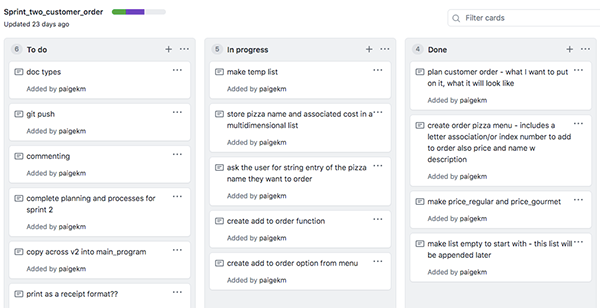 Sprint_two_customer_order
Updated 23 days ago
Filter cards
6 To do
doc types
Added by paigekm
git push
Added by paigekm
commenting
Added by paigekm
complete planning and processes for
sprint 2
Added by paigekm
copy across v2 into main_program
Added by paigekm
print as a receipt format??
5 In progress
make temp list
Added by paigekm
store pizza name and associated cost in a
multidimensional list
Added by paigekm
ask the user for string entry of the pizza
name they want to order
Added by paigekm
create add to order function
Added by paigekm
create add to order option from menu
Added by paigekm
4 Done
plan customer order - what I want to put
on it, what it will look like
Added by paigekm
create order pizza menu - includes a
letter association/or index number to add
to order also price and name w
description
Added by paigekm
make price_regular and price_gourmet
Added by paigekm
make list empty to start with - this list will
be appended later
Added by paigekm